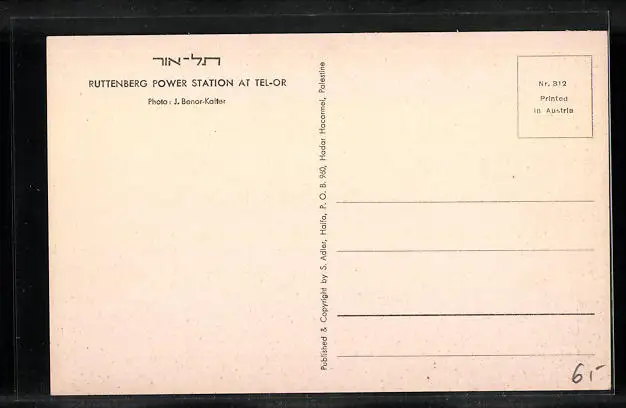 תל-אור
RUTTENBERG POWER STATION AT TEL-OR
Photo: J. Benor-Kalter
Published & Copyright by S. Adler, Haifa, P. O. B. 960, Hadar Hacarmel, Palestine
Nr. 312
Printed
in Austria
6,-